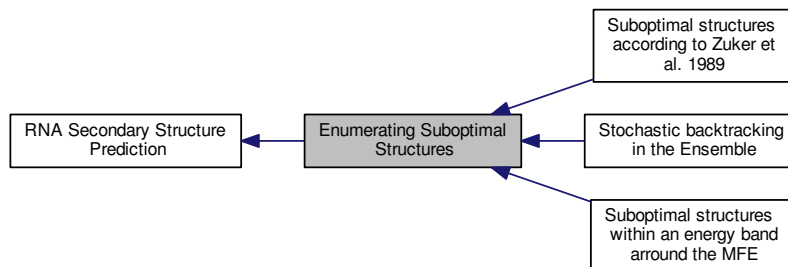 Suboptimal structures
according to Zuker et
al. 1989
RNA Secondary Structure
Prediction
Enumerating Suboptimal
Structures
Stochastic backtracking
in the Ensemble
Suboptimal structures
within an energy band
arround the MFE